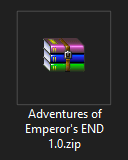 Adventures of
Emperor's END
1.0.zip